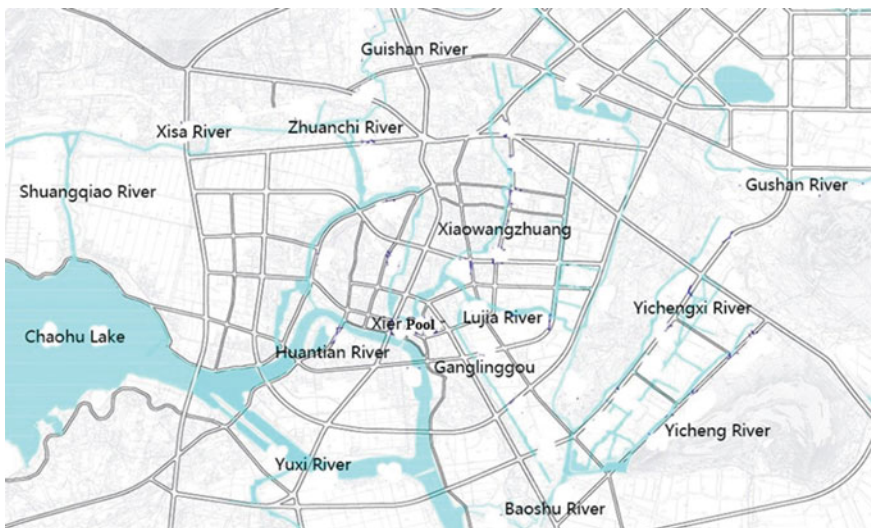 Guishan River
Xisa River
Zhuanchi River
Shuangqiao River
Gushan River
Xiaowangzhuang
Chaohu Lake
Xier Pool
Lujia River
Yichengxi River
Huantian River
Ganglinggou
Yuxi River
Yicheng River
Baoshu River